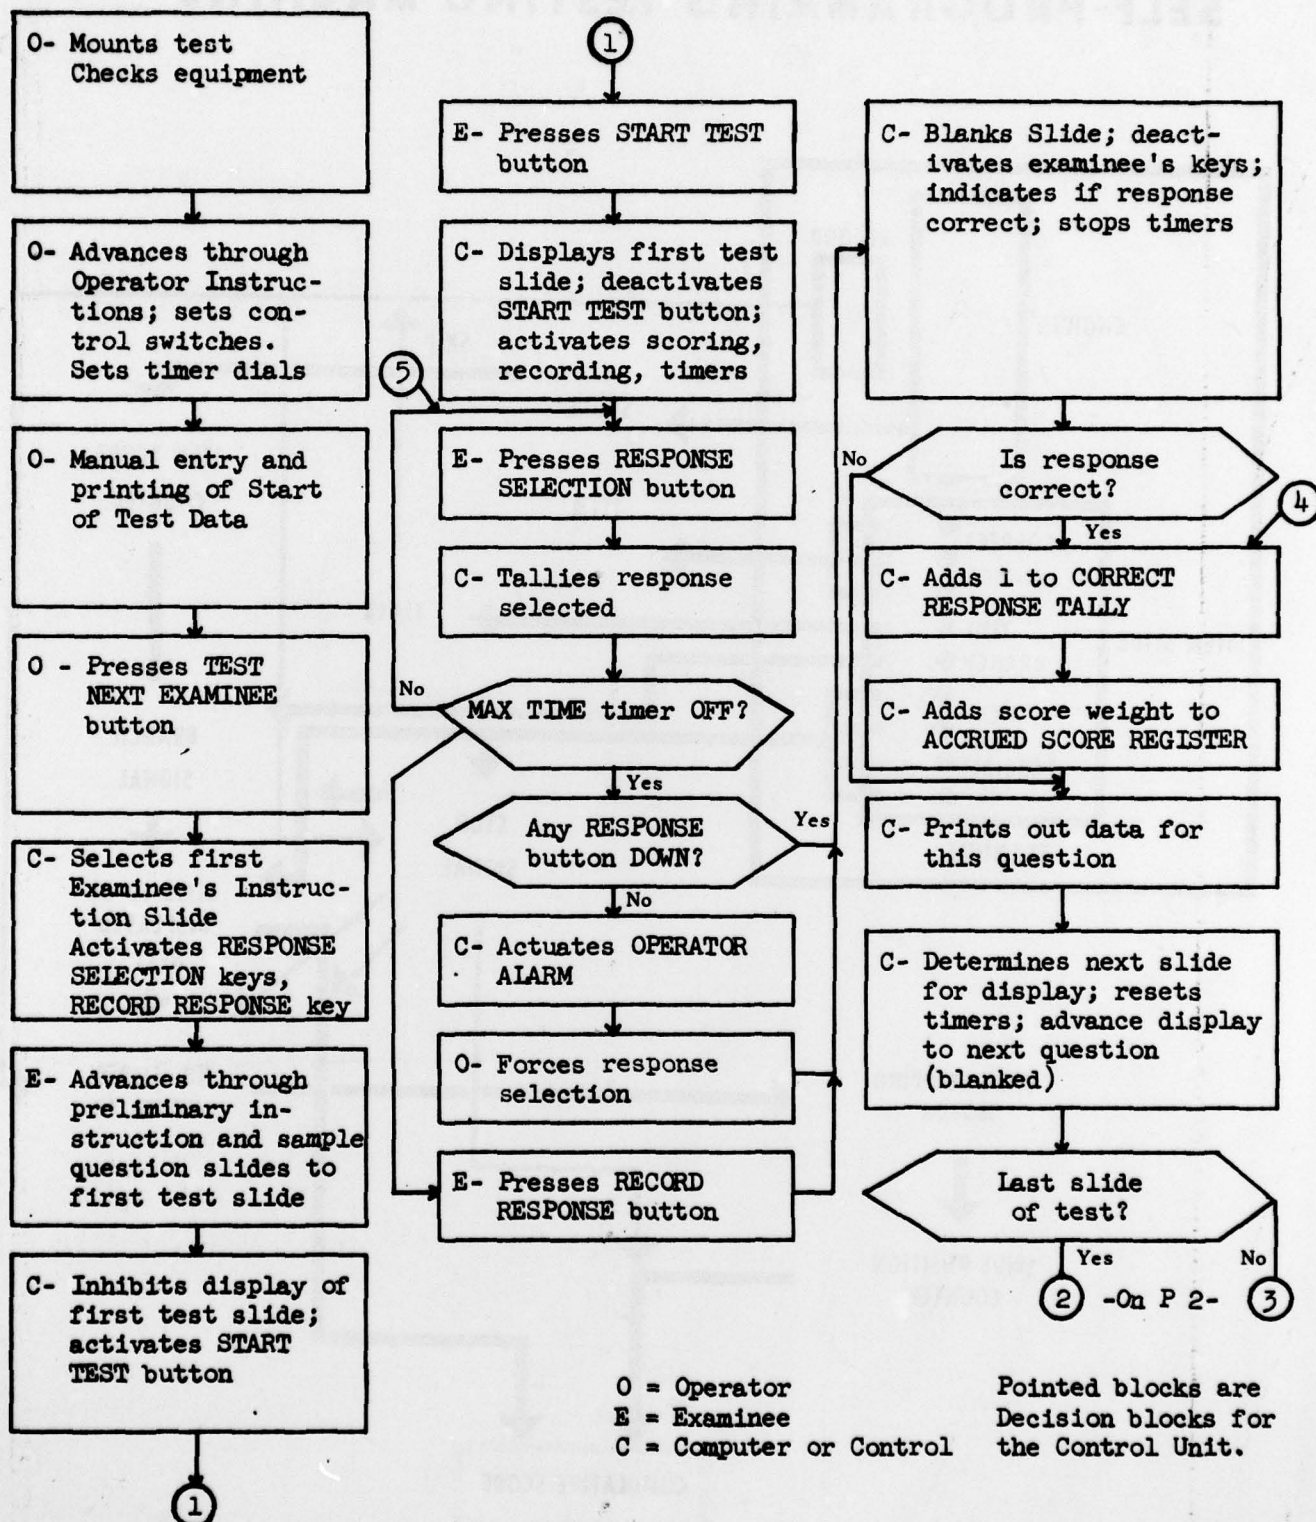 O- Mounts test
Checks equipment
O- Advances through
Operator Instruc-
tions; sets con-
trol switches.
Sets timer dials
O- Manual entry and
printing of Start
of Test Data
O - Presses TEST
NEXT EXAMINEE
button
C- Selects first
Examinee's Instruc-
tion Slide
Activates RESPONSE
SELECTION keys,
RECORD RESPONSE key
E- Advances through
preliminary in-
struction and sample
question slides to
first test slide
C- Inhibits display of
first test slide;
activates START
TEST button
1
1
E- Presses START TEST
button
C- Displays first test
slide; deactivates
START TEST button;
activates scoring,
recording, timers
5
E- Presses RESPONSE
SELECTION button
C- Tallies response
selected
No
MAX TIME timer OFF?
Yes
Any RESPONSE
button DOWN?
Yes
No
C- Actuates OPERATOR
ALARM
O- Forces response
selection
E- Presses RECORD
RESPONSE button
C- Blanks Slide; deact-
ivates examinee's keys;
indicates if response
correct; stops timers
No
Is response
correct?
4
Yes
C- Adds 1 to CORRECT
RESPONSE TALLY
C- Adds score weight to
ACCRUED SCORE REGISTER
C- Prints out data for
this question
C- Determines next slide
for display; resets
timers; advance display
to next question
(blanked)
Last slide
of test?
Yes
No
2 -On P 2- 3
O = Operator
E = Examinee
C = Computer or Control
Pointed blocks are
Decision blocks for
the Control Unit.